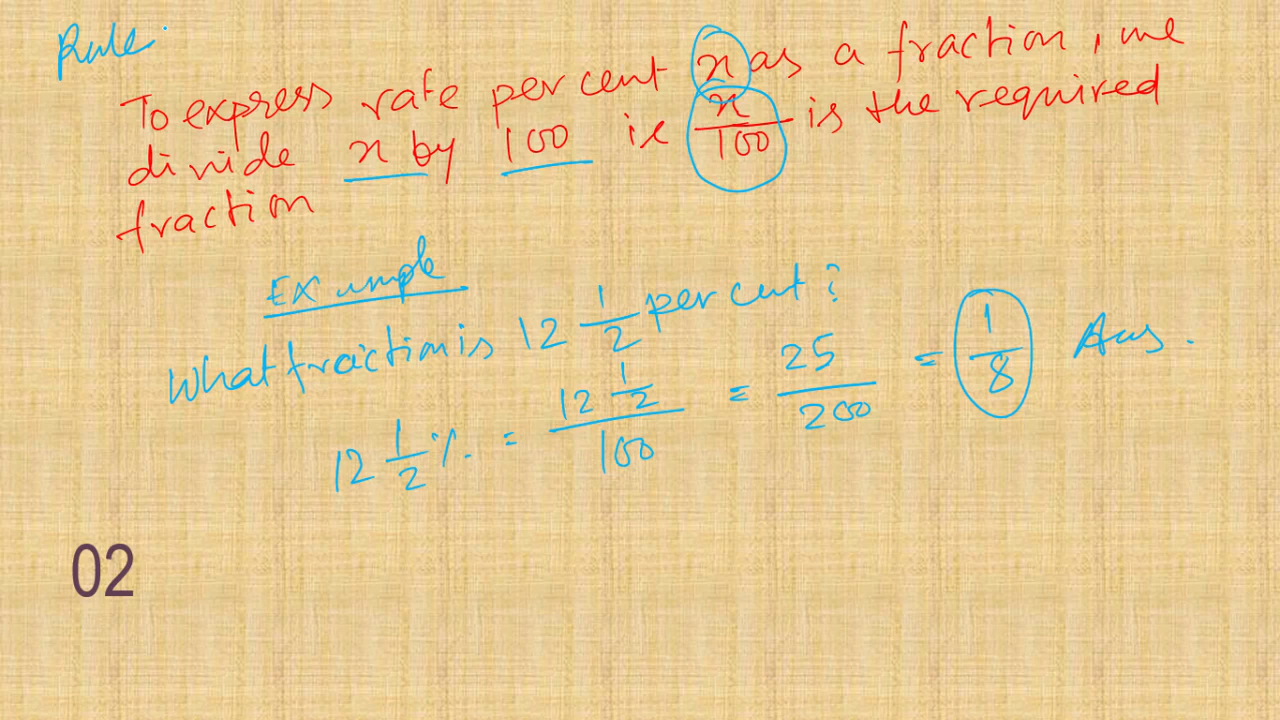 Rule:
To express rate per cent x as a fraction, we
divide x by 100 ie x/100 is the required
fraction
Example
What fraction is 12 1/2 per cent?
12 1/2 % = 12 1/2 / 100 = 25/200 = 1/8 Ans.
02